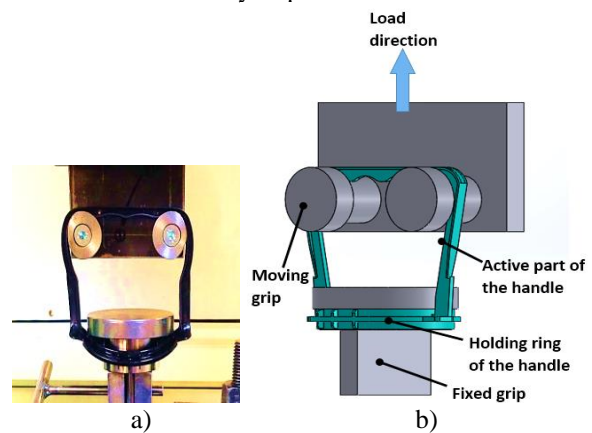 Load
direction
Moving
grip
Active part of
the handle
Holding ring
of the handle
Fixed grip
a)
b)